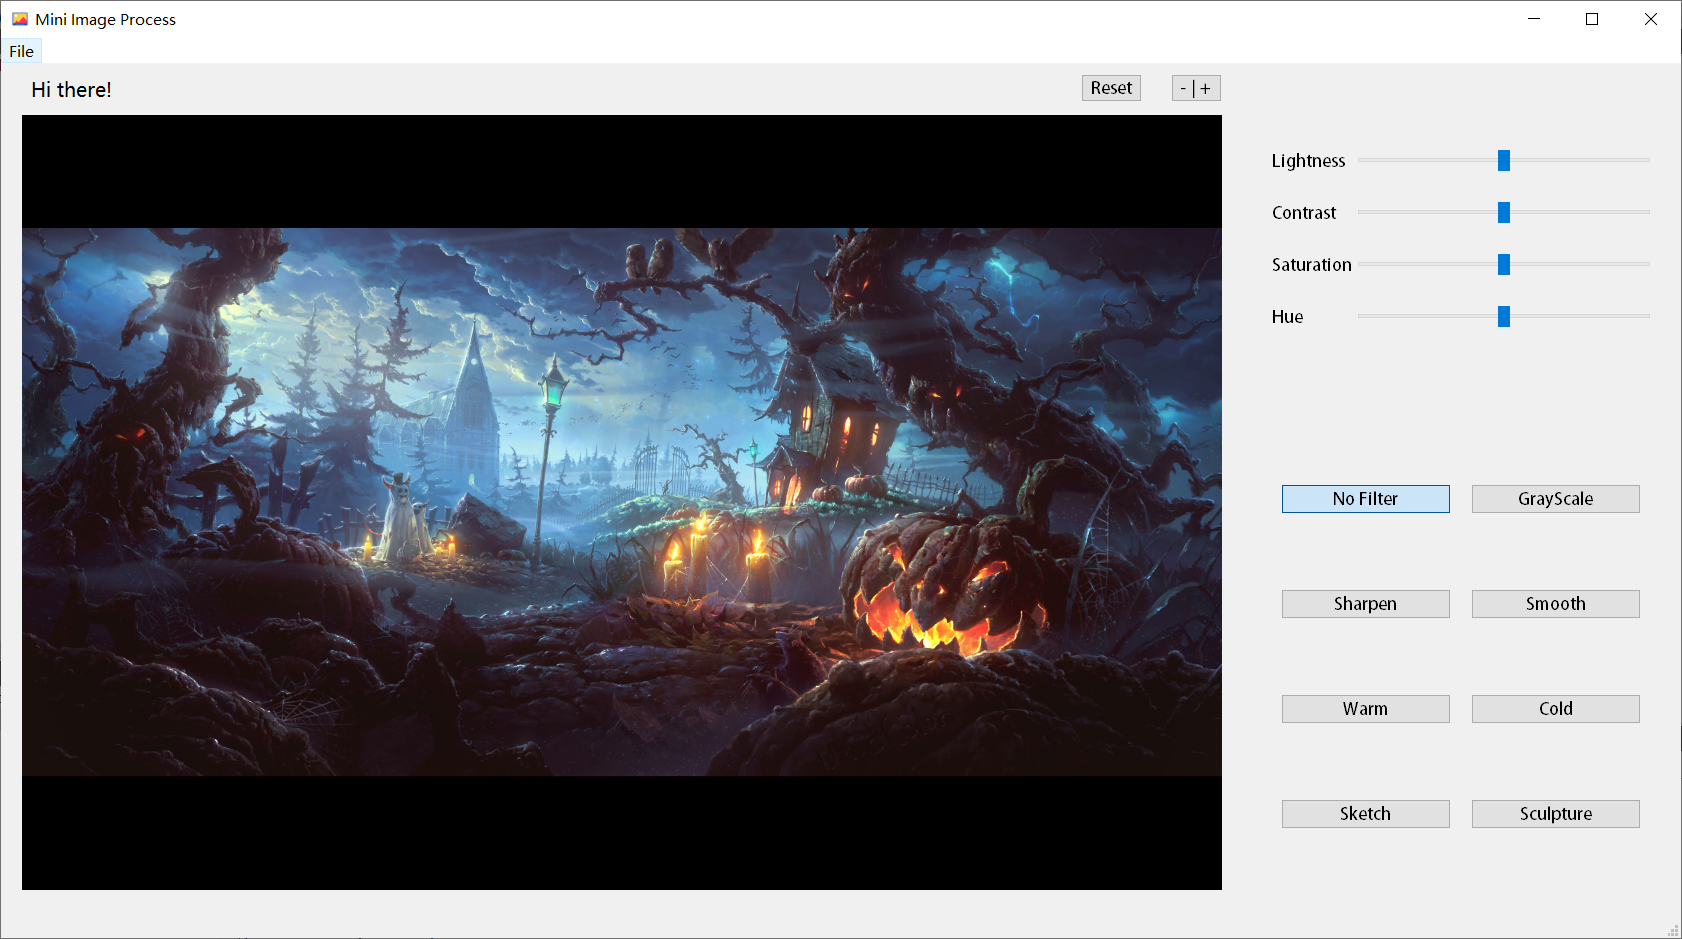 Mini Image Process
File
Hi there!
Reset
- | +
Lightness
Contrast
Saturation
Hue
No Filter
GrayScale
Sharpen
Smooth
Warm
Cold
Sketch
Sculpture